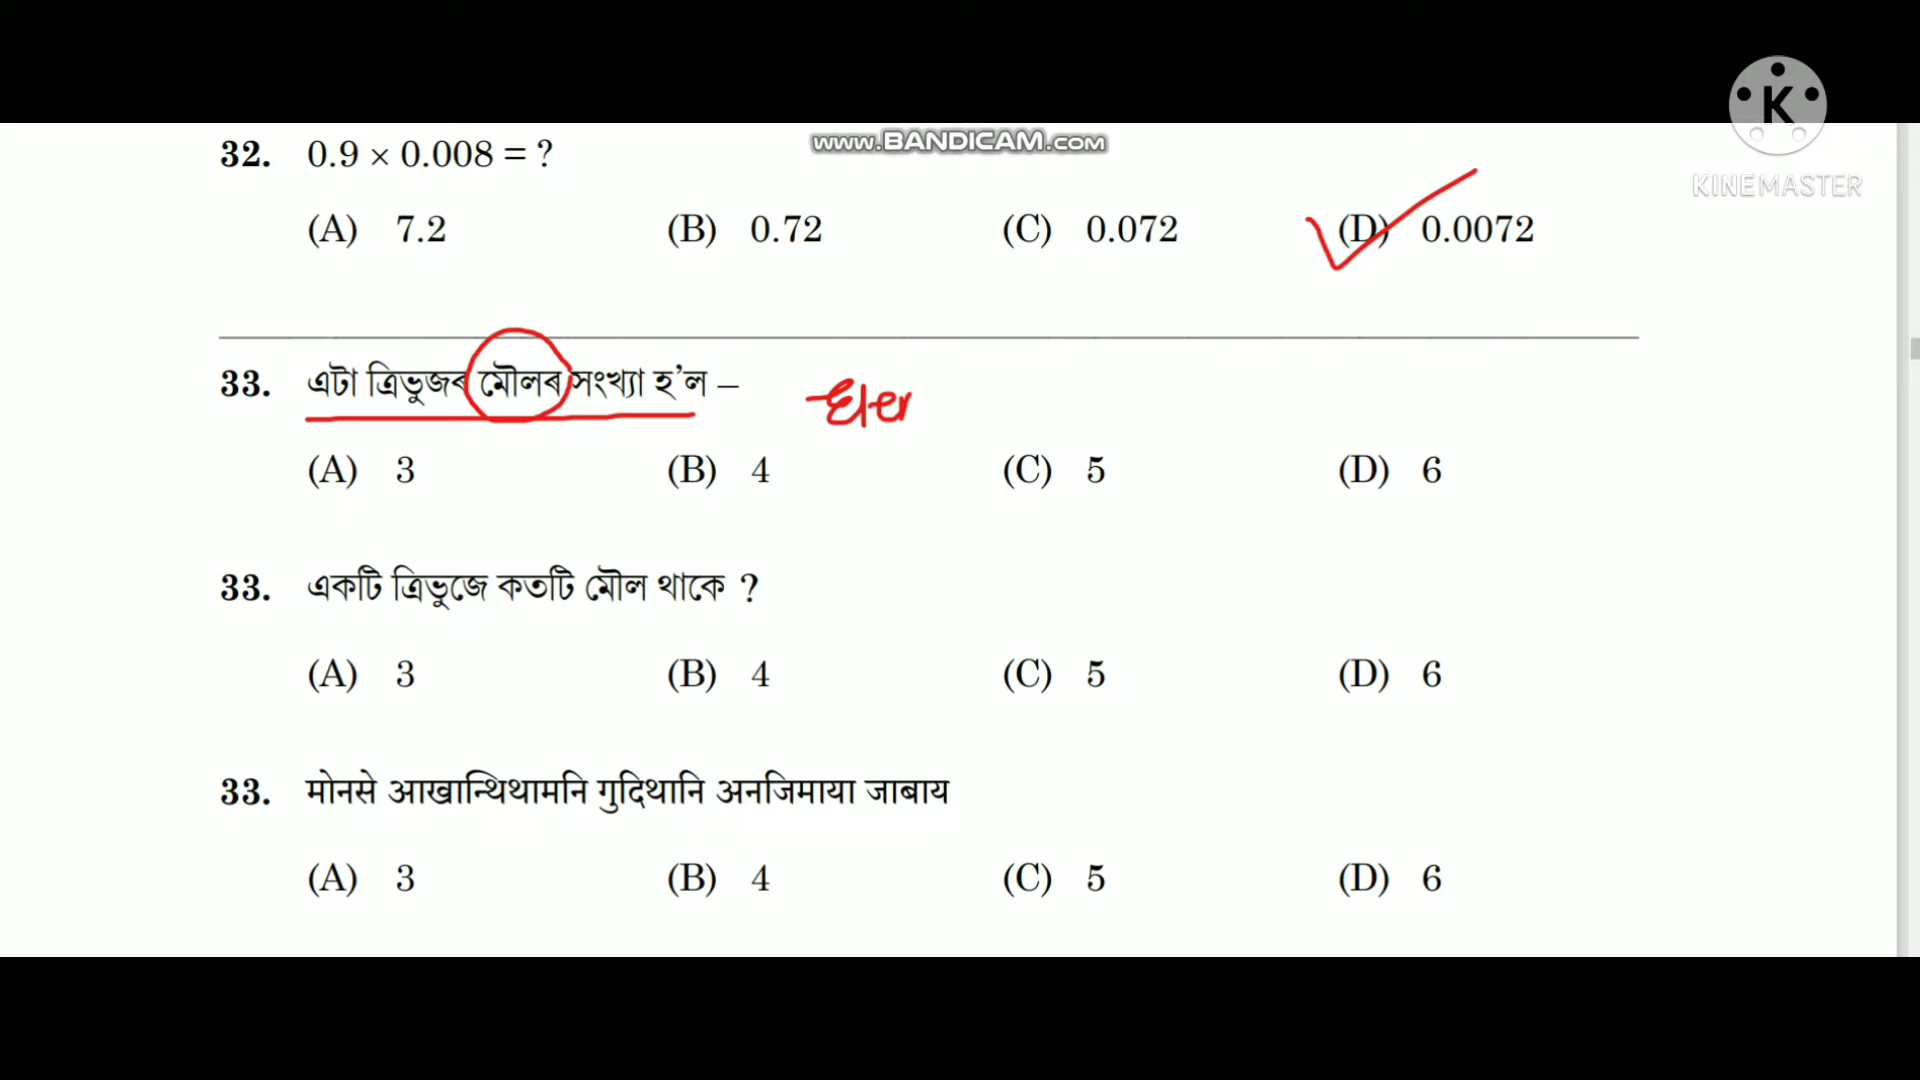 32. 0.9 × 0.008 = ?
www.BANDICAM.com
K
KINEMASTER
(A) 7.2 (B) 0.72 (C) 0.072 (D) 0.0072
33. এটা ত্ৰিভুজৰ মৌলৰ সংখ্যা হ’ল –
(A) 3 (B) 4 (C) 5 (D) 6
33. একটি ত্রিভুজে কতটি মৌল থাকে ?
(A) 3 (B) 4 (C) 5 (D) 6
33. मोनसे आखान्थिथामनि गुदिथानि अनजिमाया जाबाय
(A) 3 (B) 4 (C) 5 (D) 6